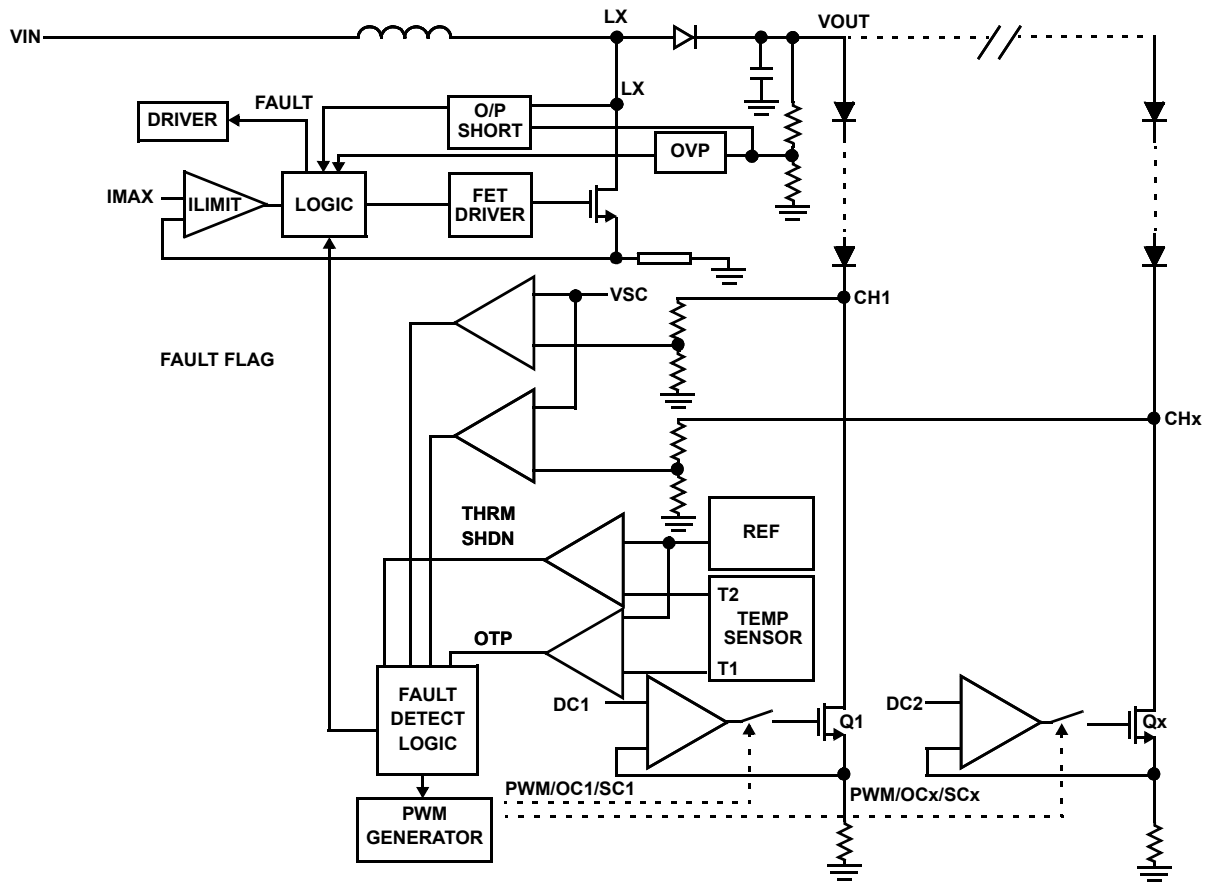 LX
VIN
VOUT
LX
FAULT
O/P
SHORT
DRIVER
OVP
IMAX
ILIMIT
LOGIC
FET
DRIVER
VSC
CH1
FAULT FLAG
CHx
THRM
SHDN
REF
T2
TEMP
SENSOR
OTP
T1
FAULT
DETECT
LOGIC
DC1
Q1
DC2
Qx
PWM/OC1/SC1
PWM/OCx/SCx
PWM
GENERATOR